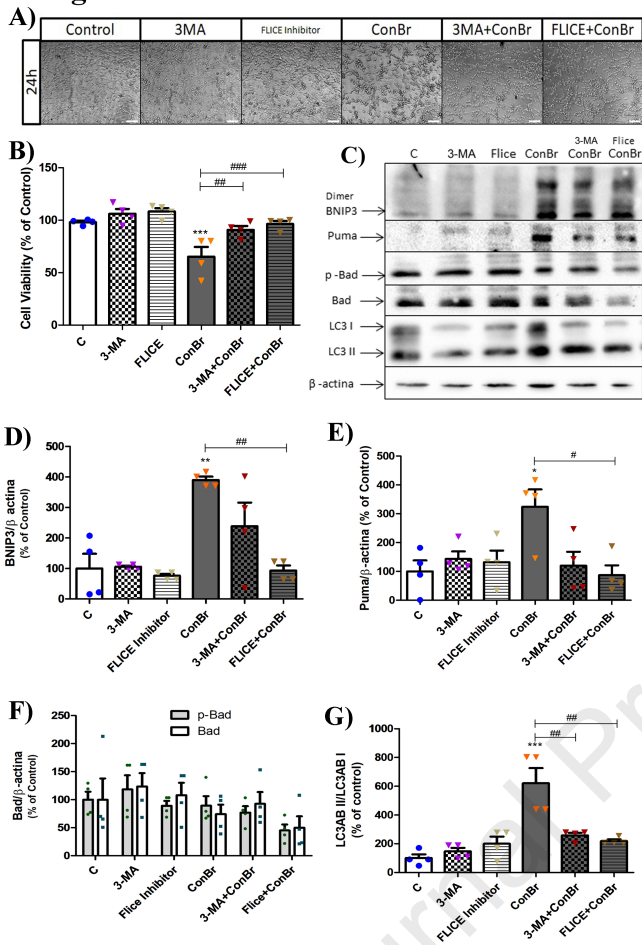 A)
Control 3MA FLICE Inhibitor ConBr 3MA+ConBr FLICE+ConBr
24h
B)
Cell Viability (% of Control)
150
100
50
0
***
##
###
C
3-MA
FLICE
ConBr
3-MA+ConBr
FLICE+ConBr
C)
C 3-MA Flice ConBr 3-MA ConBr Flice ConBr
Dimer
BNIP3
Puma
p -Bad
Bad
LC3 I
LC3 II
β -actina
D)
BNIP3/β actina
(% of Control)
500
400
300
200
100
0
**
##
C
3-MA
FLICE Inhibitor
ConBr
3-MA+ConBr
FLICE+ConBr
E)
Puma/β-actina (% of Control)
500
400
300
200
100
0
*
#
C
3-MA
FLICE Inhibitor
ConBr
3-MA+ConBr
FLICE+ConBr
F)
Bad/β-actina
(% of Control)
250
200
150
100
50
0
p-Bad
Bad
C
3-MA
Flice Inhibitor
ConBr
3-MA+ConBr
Flice+ConBr
G)
LC3AB II/LC3AB I
(% of control)
1000
800
600
400
200
0
***
##
##
C
3-MA
FLICE Inhibitor
ConBr
3-MA+ConBr
FLICE+ConBr